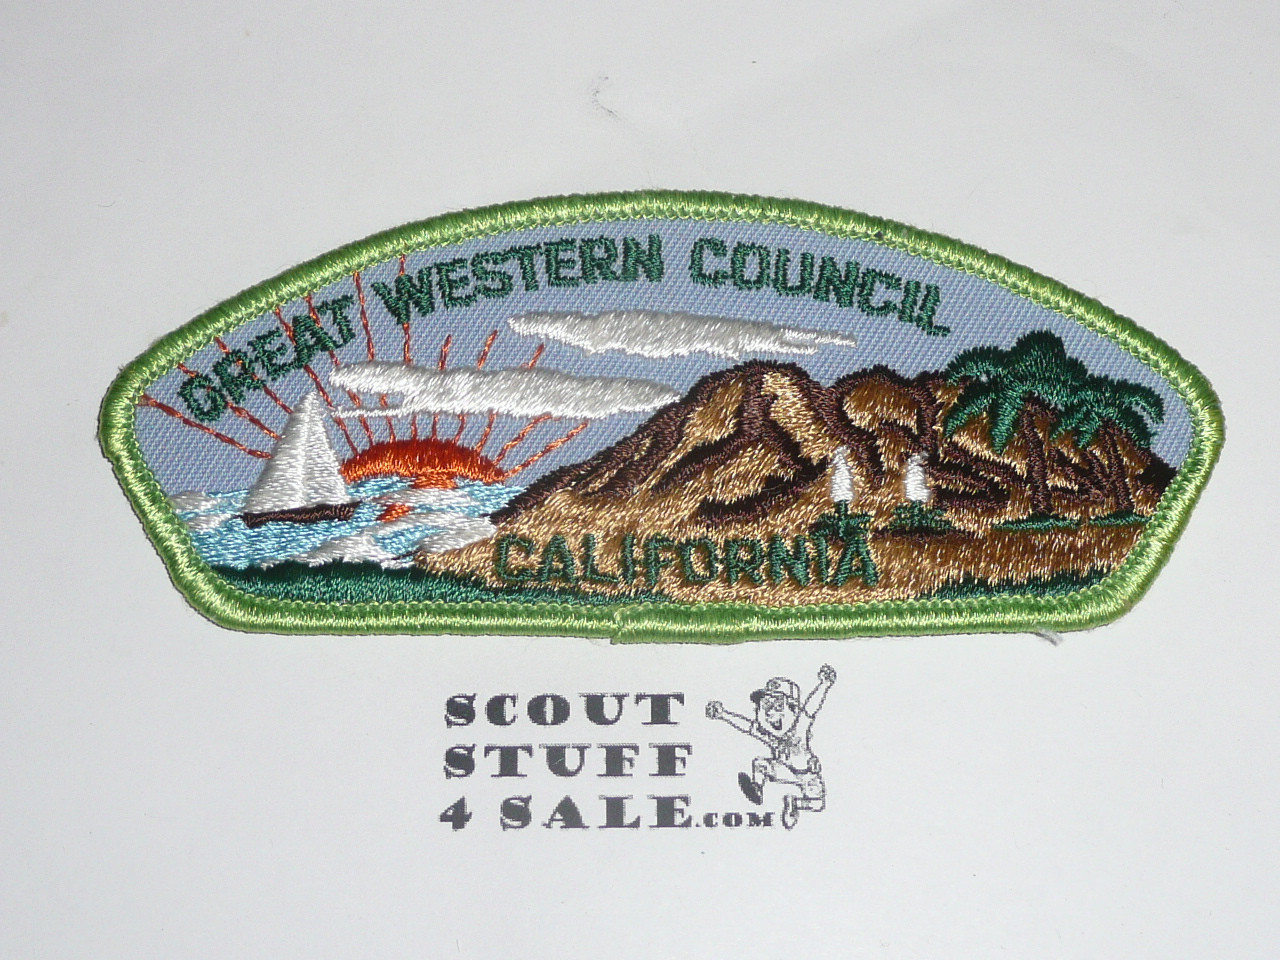 GREAT WESTERN COUNCIL
CALIFORNIA
SCOUT
STUFF
4 SALE.COM